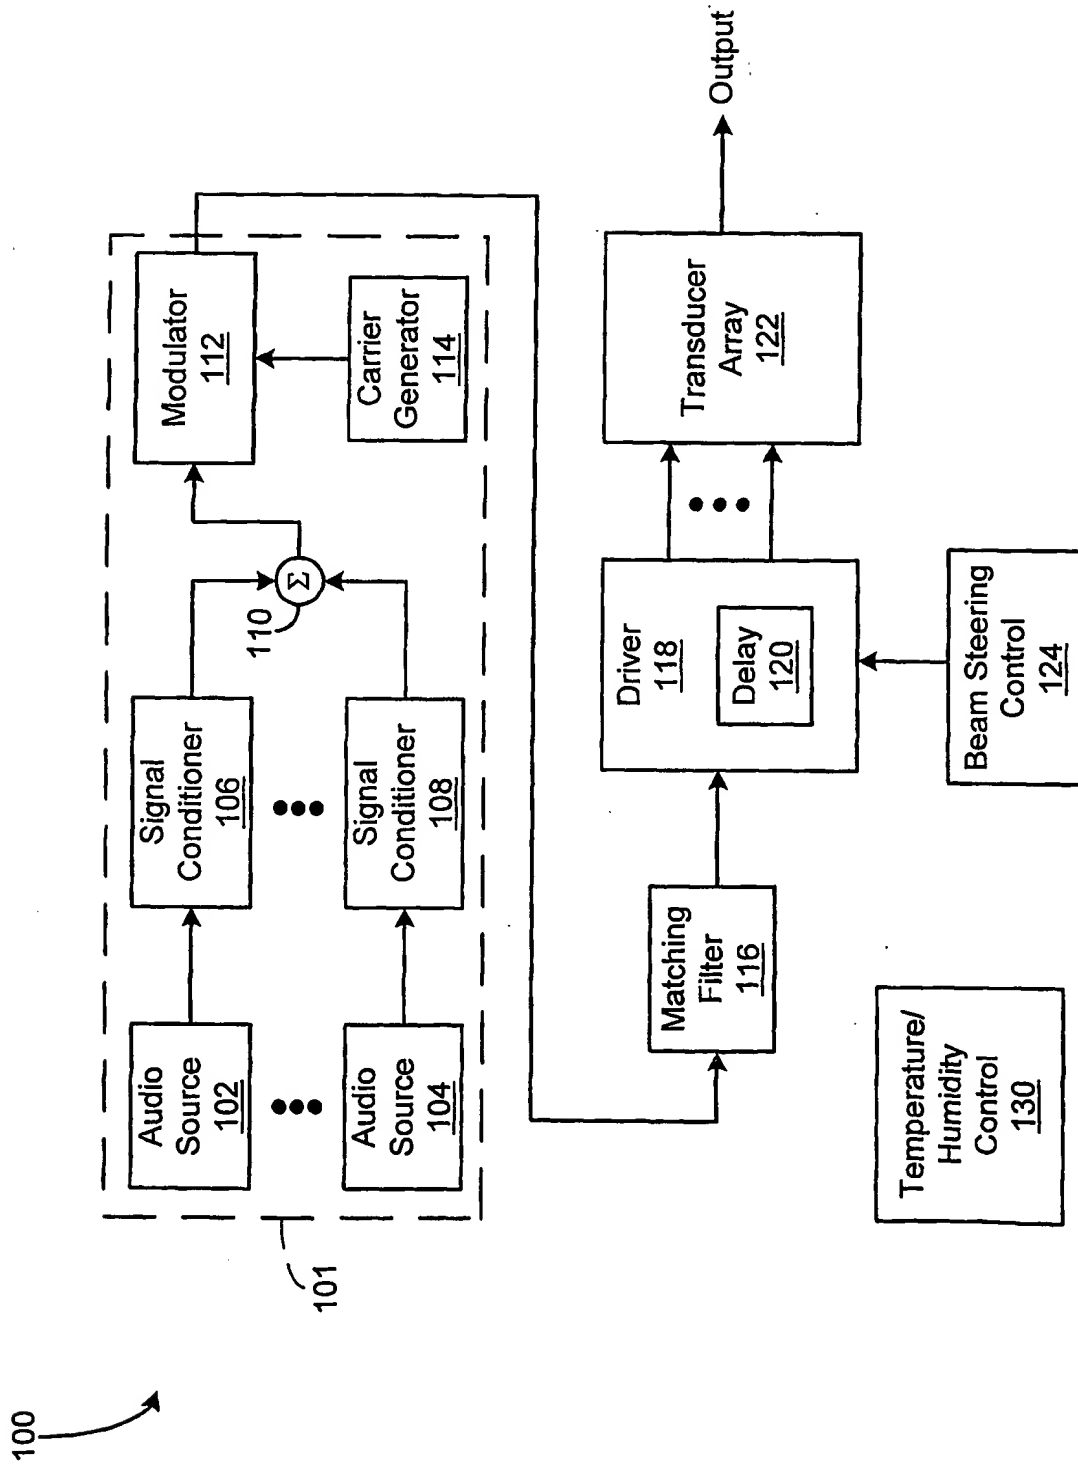 100
101
Audio
Source
102
Audio
Source
104
Signal
Conditioner
106
Signal
Conditioner
108
110
Σ
Modulator
112
Carrier
Generator
114
Matching
Filter
116
Driver
118
Delay
120
Transducer
Array
122
Output
Beam Steering
Control
124
Temperature/
Humidity
Control
130